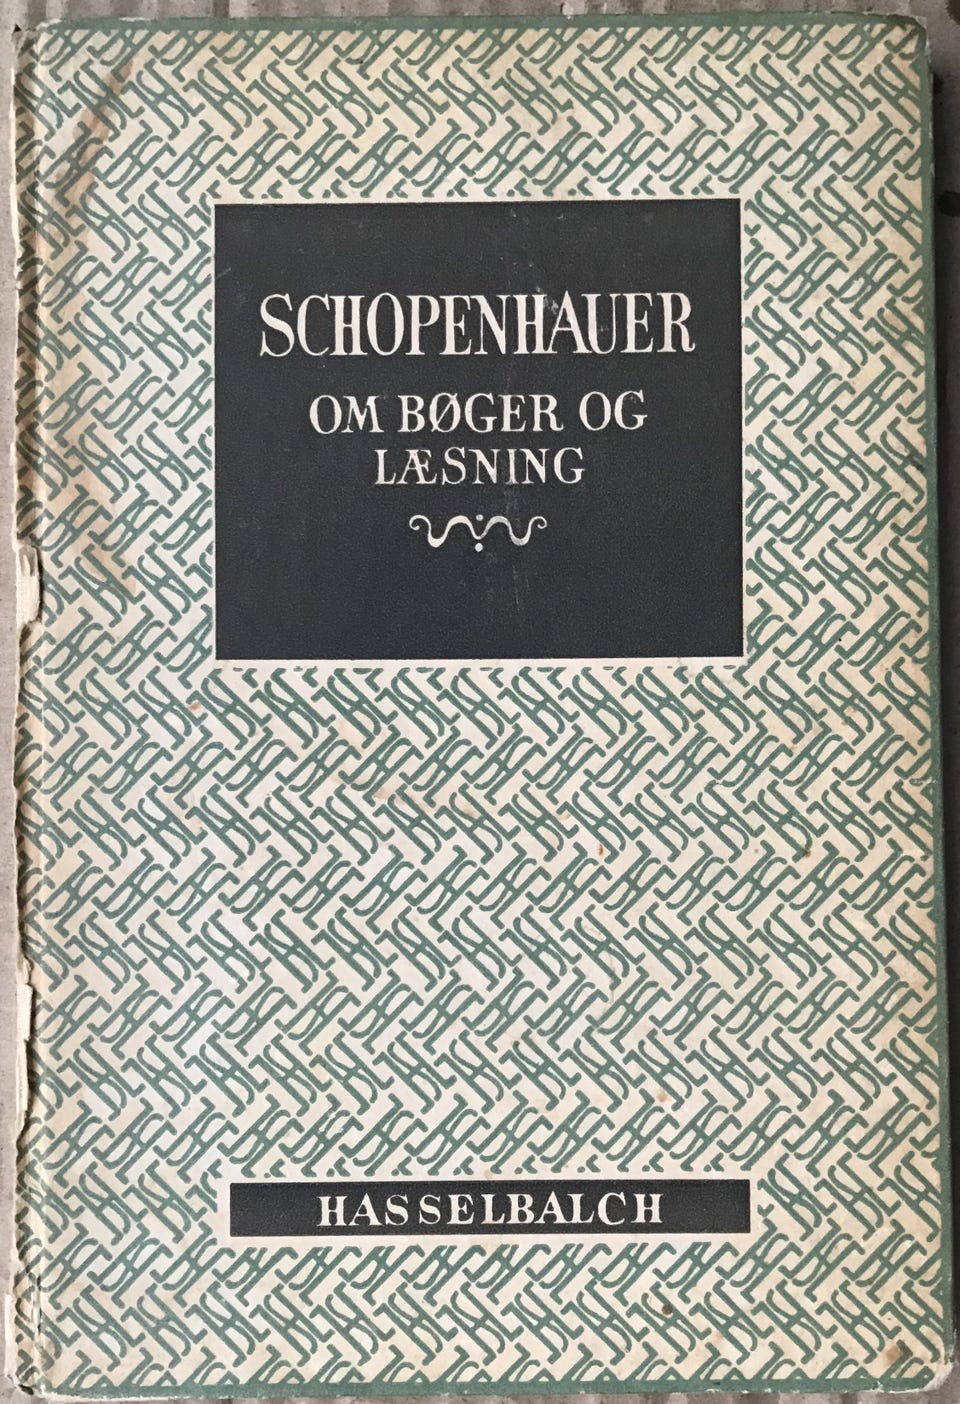 SCHOPENHAUER
OM BØGER OG
LÆSNING
HASSELBALCH